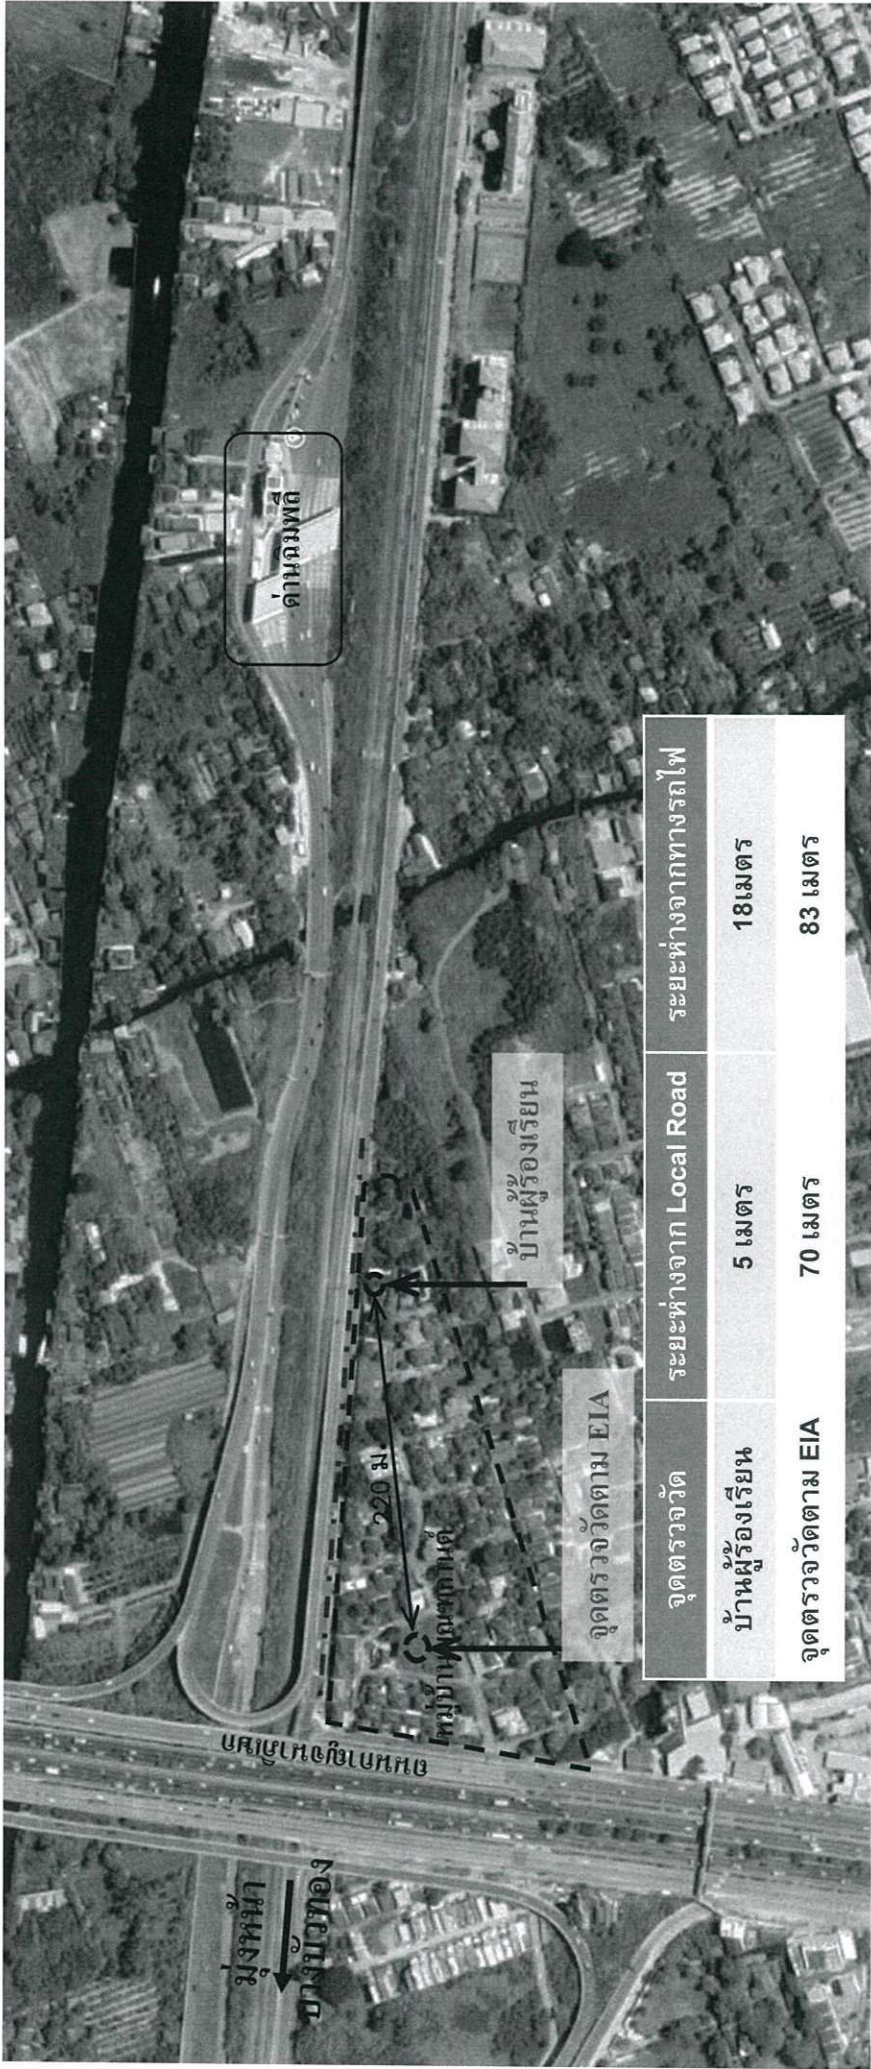 ด่านฉิมพลี
ถนนกาญจนาภิเษก
มุ่งหน้า
บางบัวทอง
220 ม.
หมู่บ้าน
บ้านผู้ร้องเรียน
จุดตรวจวัดตาม EIA
จุดตรวจวัด ระยะห่างจาก Local Road ระยะห่างจากทางรถไฟ
บ้านผู้ร้องเรียน 5 เมตร 18เมตร
จุดตรวจวัดตาม EIA 70 เมตร 83 เมตร